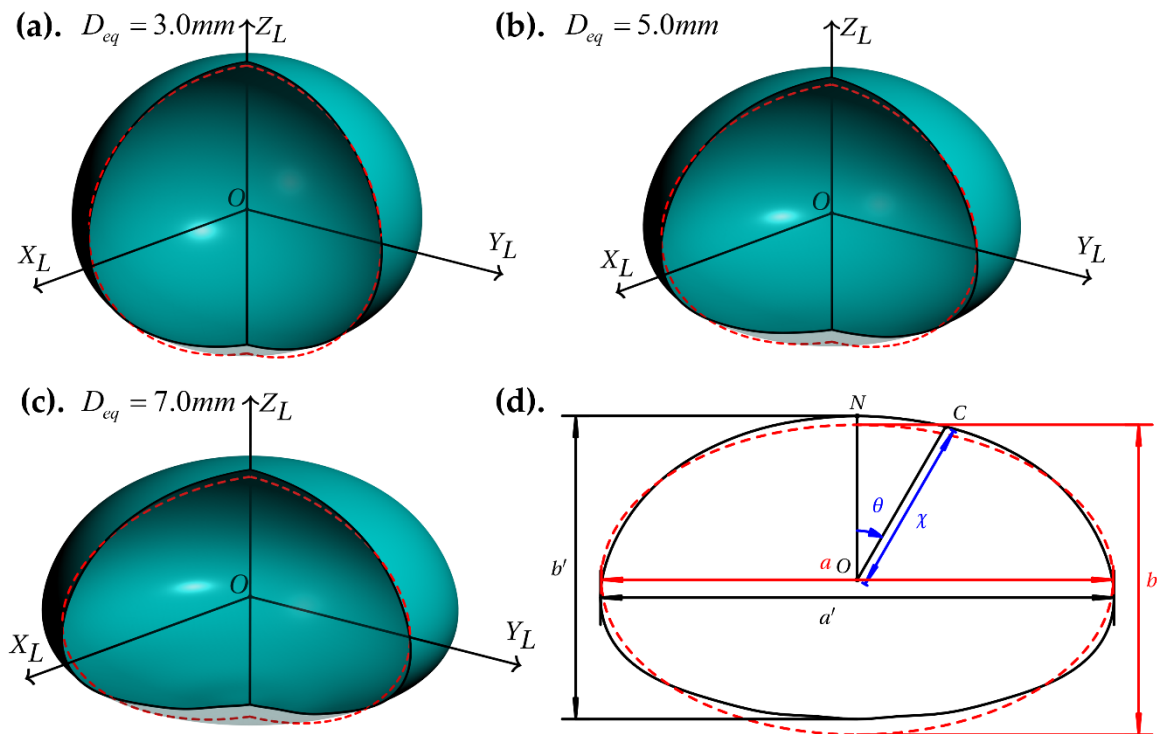 (a). D_eq = 3.0mm Z_L
O
X_L
Y_L
(b). D_eq = 5.0mm
Z_L
O
X_L
Y_L
(c). D_eq = 7.0mm Z_L
O
X_L
Y_L
(d).
N
C
θ
χ
b'
a O
b
a'